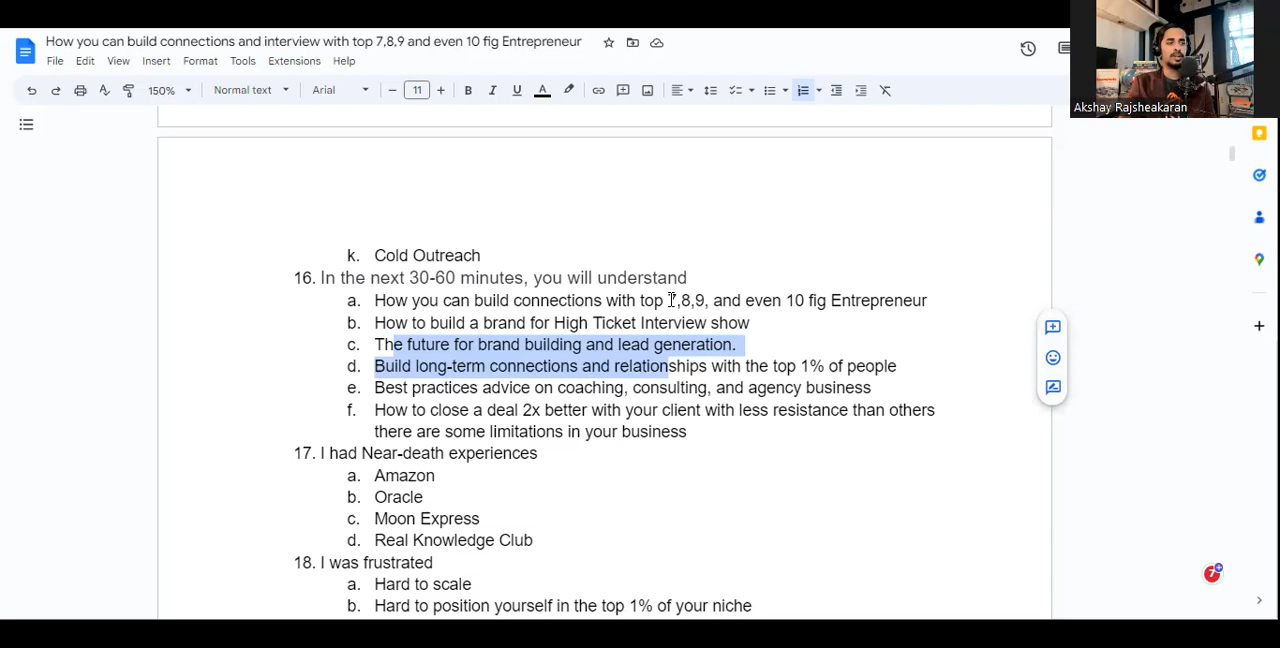 How you can build connections and interview with top 7,8,9 and even 10 fig Entrepreneur
File Edit View Insert Format Tools Extensions Help
150% Normal text Arial 11 B I U A
Akshay Rajsheakaran
k. Cold Outreach
16. In the next 30-60 minutes, you will understand
a. How you can build connections with top 7,8,9, and even 10 fig Entrepreneur
b. How to build a brand for High Ticket Interview show
c. The future for brand building and lead generation.
d. Build long-term connections and relationships with the top 1% of people
e. Best practices advice on coaching, consulting, and agency business
f. How to close a deal 2x better with your client with less resistance than others
there are some limitations in your business
17. I had Near-death experiences
a. Amazon
b. Oracle
c. Moon Express
d. Real Knowledge Club
18. I was frustrated
a. Hard to scale
b. Hard to position yourself in the top 1% of your niche